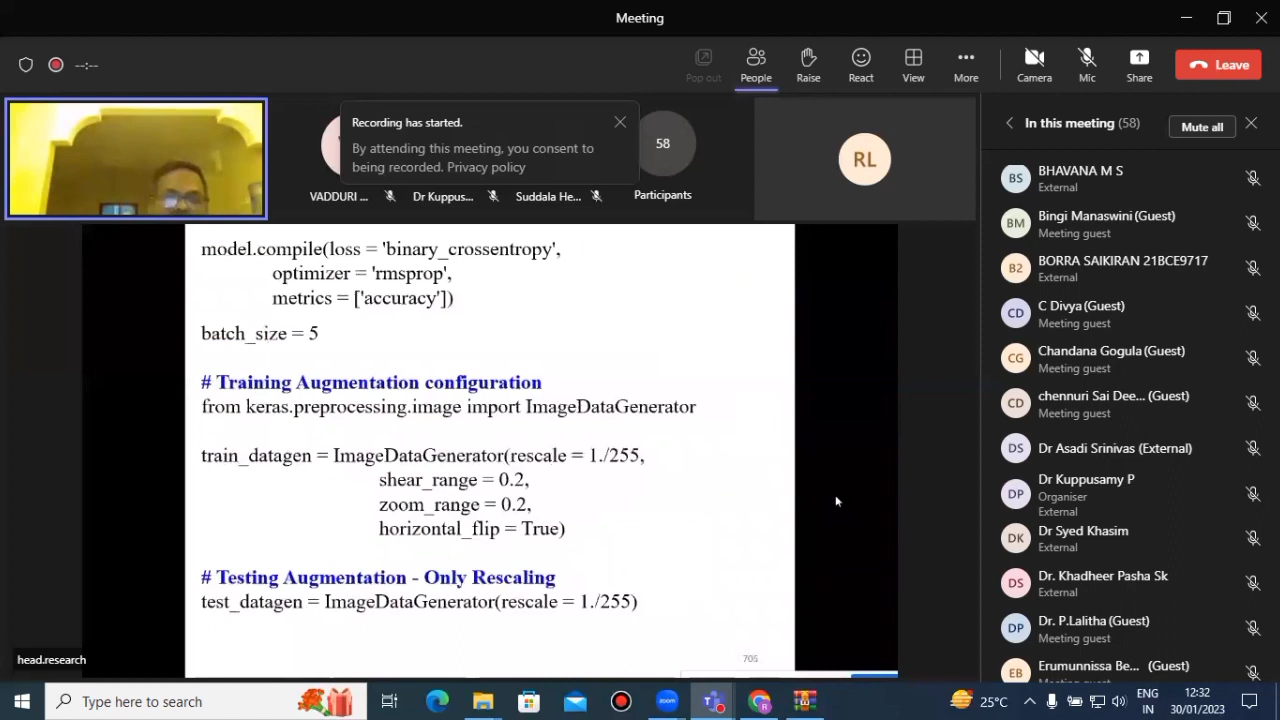 Meeting
--:--
Pop out
People
Raise
React
View
More
Camera
Mic
Share
Leave
Recording has started.
By attending this meeting, you consent to
being recorded. Privacy policy
VADDURI ...
Dr Kuppus...
Suddala He...
58
Participants
RL
In this meeting (58)
Mute all
BS
BHAVANA M S
External
BM
Bingi Manaswini (Guest)
Meeting guest
B2
BORRA SAIKIRAN 21BCE9717
External
CD
C Divya (Guest)
Meeting guest
CG
Chandana Gogula (Guest)
Meeting guest
CD
chennuri Sai Dee... (Guest)
Meeting guest
DS
Dr Asadi Srinivas (External)
DP
Dr Kuppusamy P
Organiser
External
DK
Dr Syed Khasim
External
DS
Dr. Khadheer Pasha Sk
External
DP
Dr. P.Lalitha (Guest)
Meeting guest
EB
Erumunnissa Be... (Guest)
Meeting guest
model.compile(loss = 'binary_crossentropy',
optimizer = 'rmsprop',
metrics = ['accuracy'])
batch_size = 5
# Training Augmentation configuration
from keras.preprocessing.image import ImageDataGenerator
train_datagen = ImageDataGenerator(rescale = 1./255,
shear_range = 0.2,
zoom_range = 0.2,
horizontal_flip = True)
# Testing Augmentation - Only Rescaling
test_datagen = ImageDataGenerator(rescale = 1./255)
705
head.research
Type here to search
zoom
25°C
ENG
IN
12:32
30/01/2023